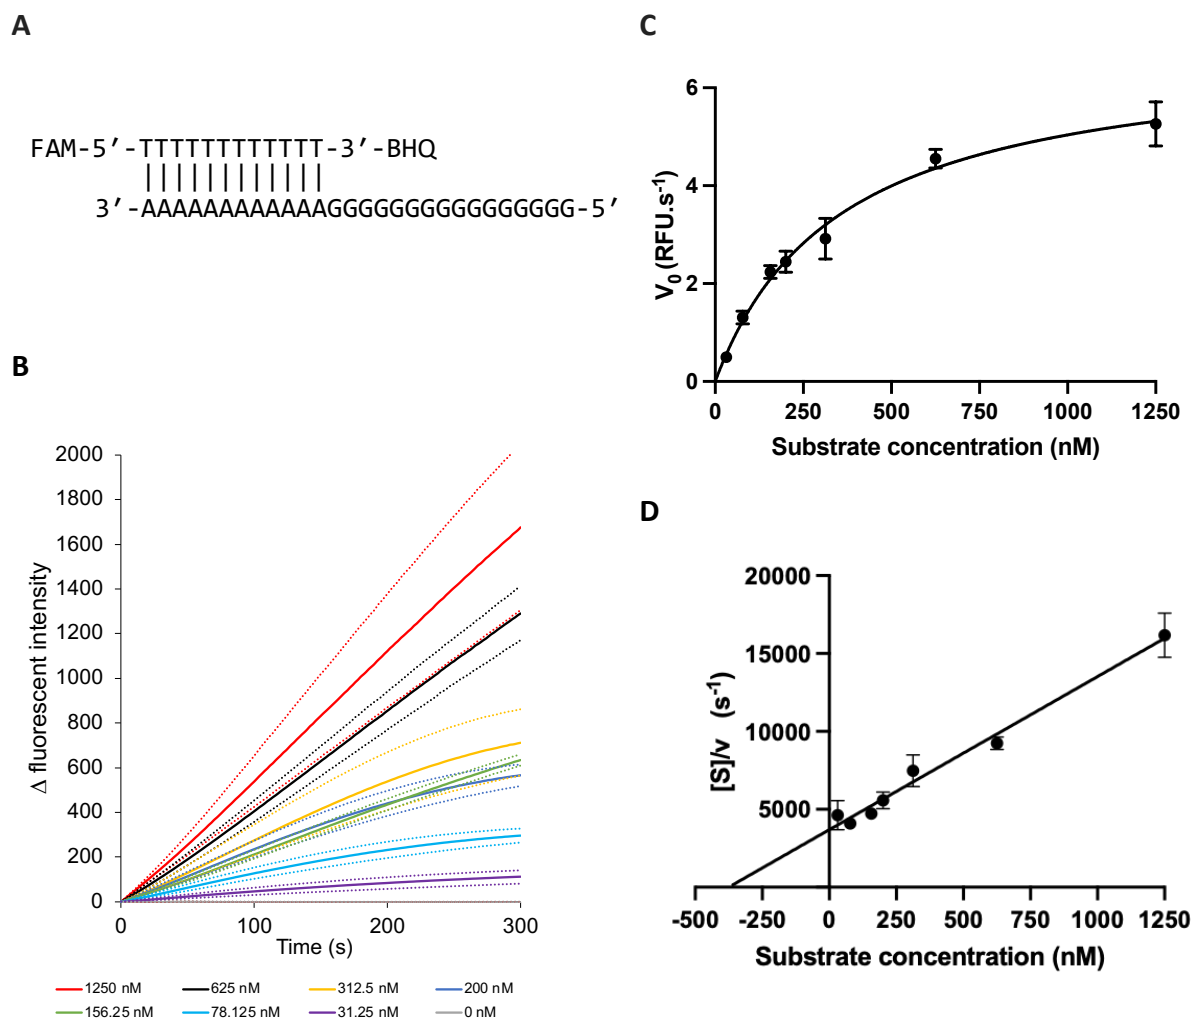 A
FAM-5’-TTTTTTTTTTTT-3’-BHQ
3’-AAAAAAAAAAAAGGGGGGGGGGGGGGGG-5’
B
2000
1800
1600
1400
1200
1000
800
600
400
200
0
Δ fluorescent intensity
0
100
200
300
Time (s)
1250 nM
625 nM
312.5 nM
200 nM
156.25 nM
78.125 nM
31.25 nM
0 nM
C
6
4
2
0
V0 (RFU.s-1)
0
250
500
750
1000
1250
Substrate concentration (nM)
D
20000
15000
10000
5000
[S]/v (s-1)
-500
-250
0
250
500
750
1000
1250
Substrate concentration (nM)